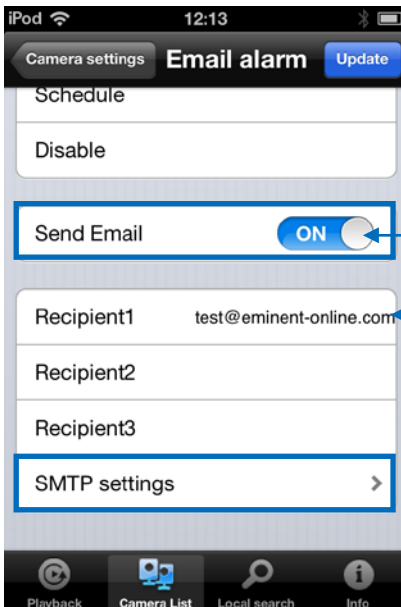 iPod 12:13
Camera settings Email alarm Update
Schedule
Disable
Send Email ON
Recipient1 test@eminent-online.com
Recipient2
Recipient3
SMTP settings
Playback Camera List Local search Info